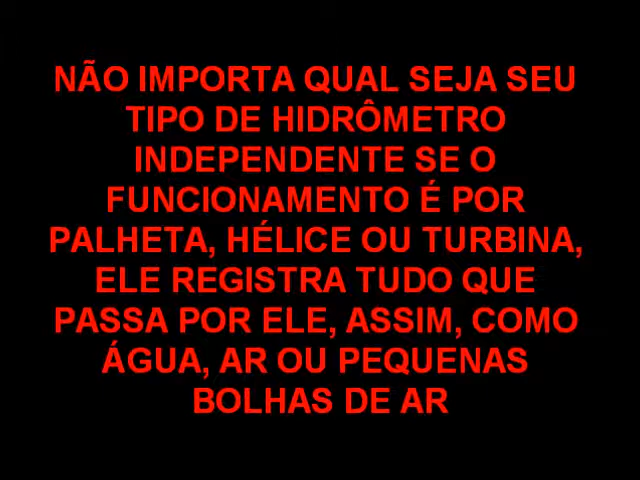 NÃO IMPORTA QUAL SEJA SEU
TIPO DE HIDRÔMETRO
INDEPENDENTE SE O
FUNCIONAMENTO É POR
PALHETA, HÉLICE OU TURBINA,
ELE REGISTRA TUDO QUE
PASSA POR ELE, ASSIM, COMO
ÁGUA, AR OU PEQUENAS
BOLHAS DE AR